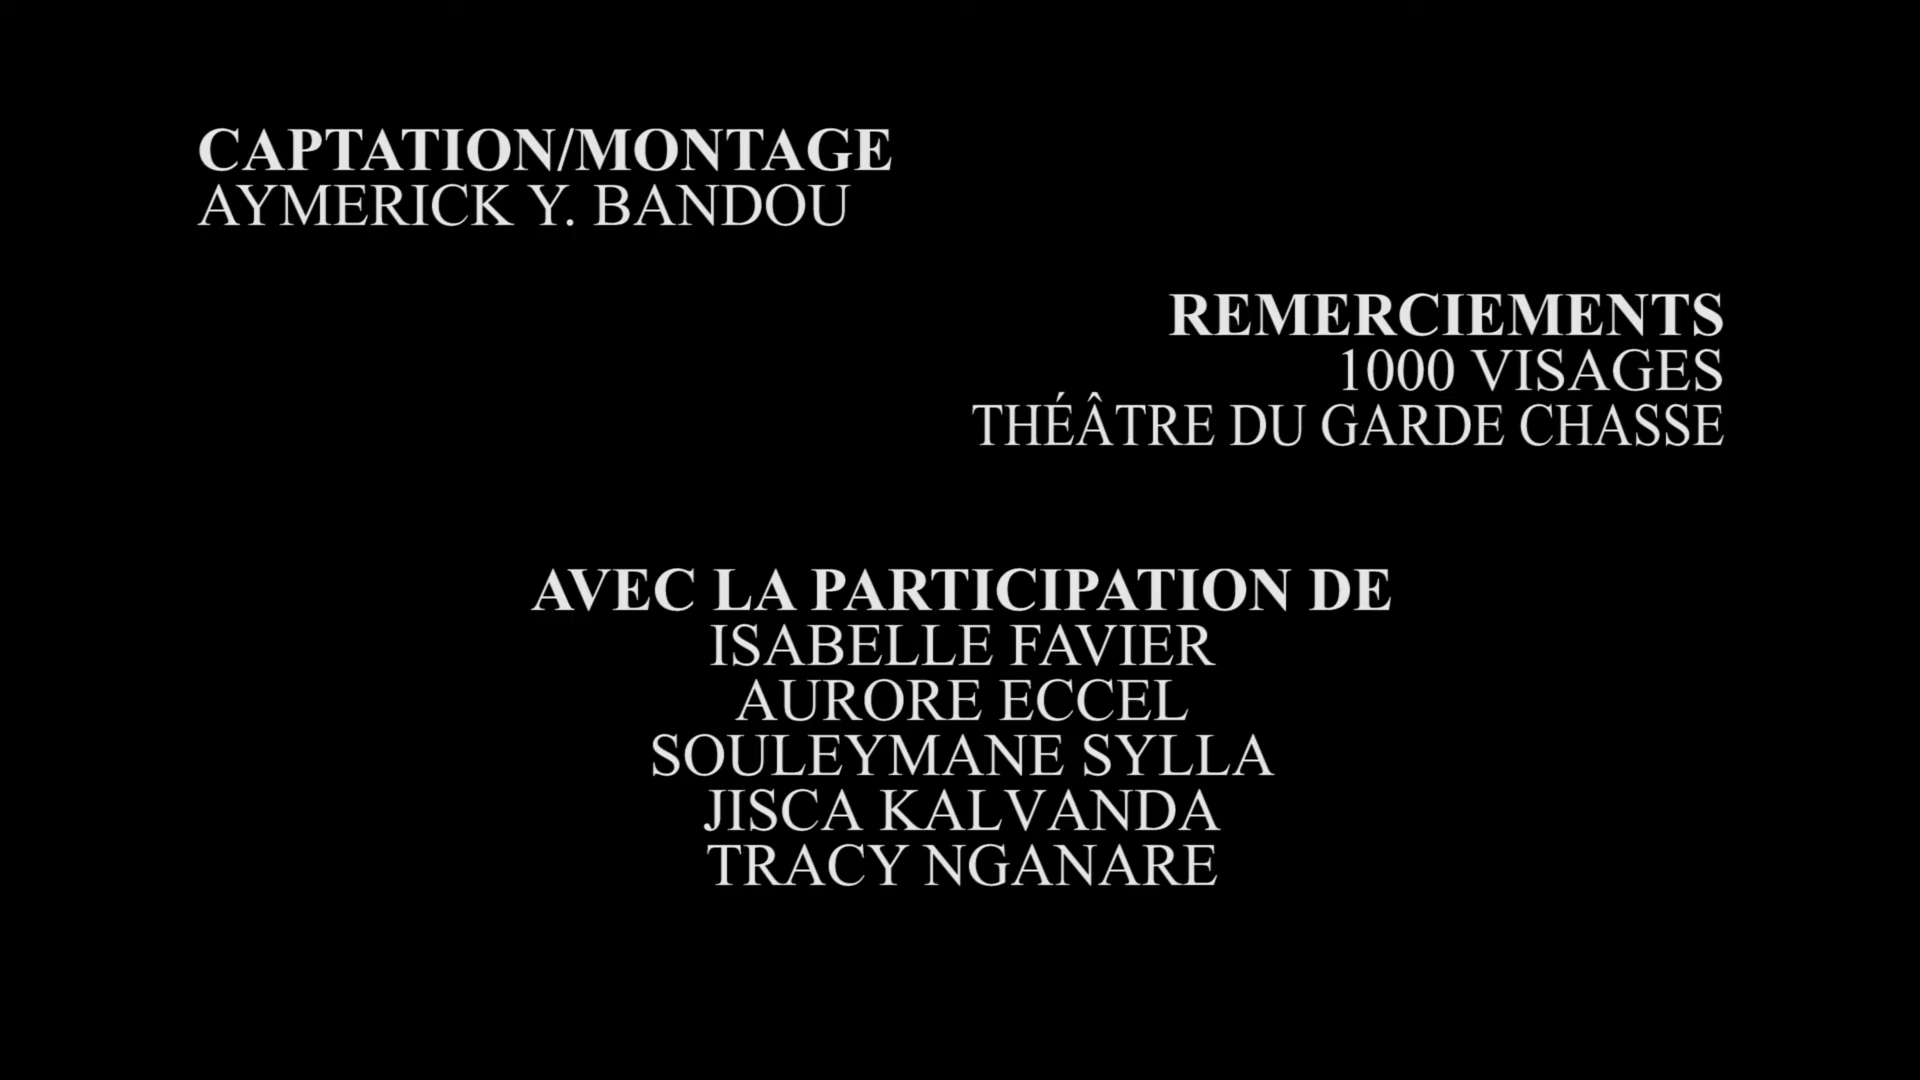 CAPTATION/MONTAGE
AYMERICK Y. BANDOU
REMERCIEMENTS
1000 VISAGES
THÉÂTRE DU GARDE CHASSE
AVEC LA PARTICIPATION DE
ISABELLE FAVIER
AURORE ECCEL
SOULEYMANE SYLLA
JISCA KALVANDA
TRACY NGANARE